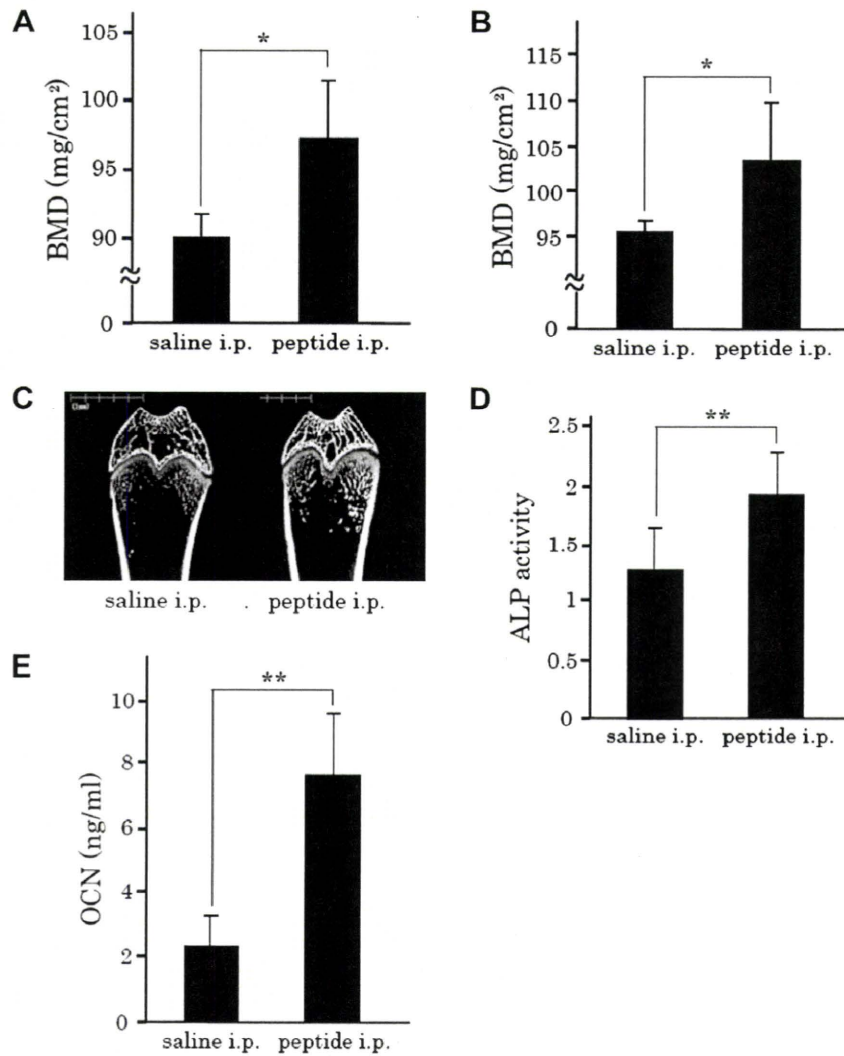 A
BMD (mg/cm²)
105
100
95
90
0
*
saline i.p. peptide i.p.
B
BMD (mg/cm²)
115
110
105
100
95
0
*
saline i.p. peptide i.p.
C
saline i.p. . peptide i.p.
D
ALP activity
2.5
2
1.5
1
0.5
0
**
saline i.p. peptide i.p.
E
OCN (ng/ml)
10
8
6
4
2
0
**
saline i.p. peptide i.p.